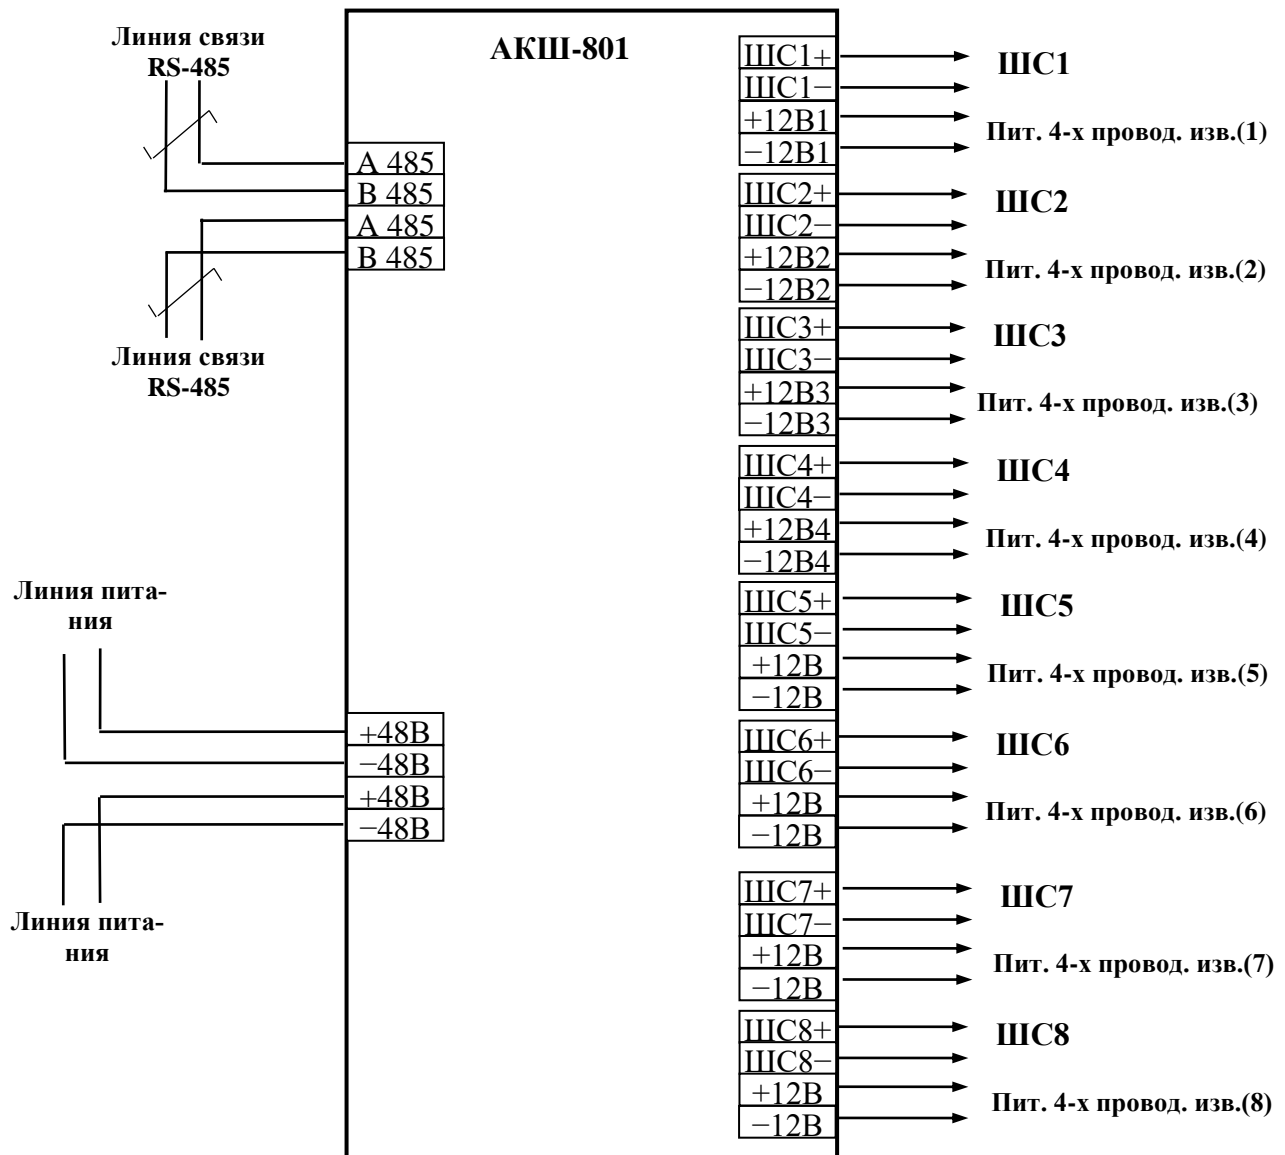 Линия связи
RS-485
АКШ-801
А 485
В 485
А 485
В 485
Линия связи
RS-485
Линия пита-
ния
+48В
−48В
+48В
−48В
Линия пита-
ния
ШС1+
ШС1−
+12В1
−12В1
ШС1
Пит. 4-х провод. изв.(1)
ШС2+
ШС2−
+12В2
−12В2
ШС2
Пит. 4-х провод. изв.(2)
ШС3+
ШС3−
+12В3
−12В3
ШС3
Пит. 4-х провод. изв.(3)
ШС4+
ШС4−
+12В4
−12В4
ШС4
Пит. 4-х провод. изв.(4)
ШС5+
ШС5−
+12В
−12В
ШС5
Пит. 4-х провод. изв.(5)
ШС6+
ШС6−
+12В
−12В
ШС6
Пит. 4-х провод. изв.(6)
ШС7+
ШС7−
+12В
−12В
ШС7
Пит. 4-х провод. изв.(7)
ШС8+
ШС8−
+12В
−12В
ШС8
Пит. 4-х провод. изв.(8)